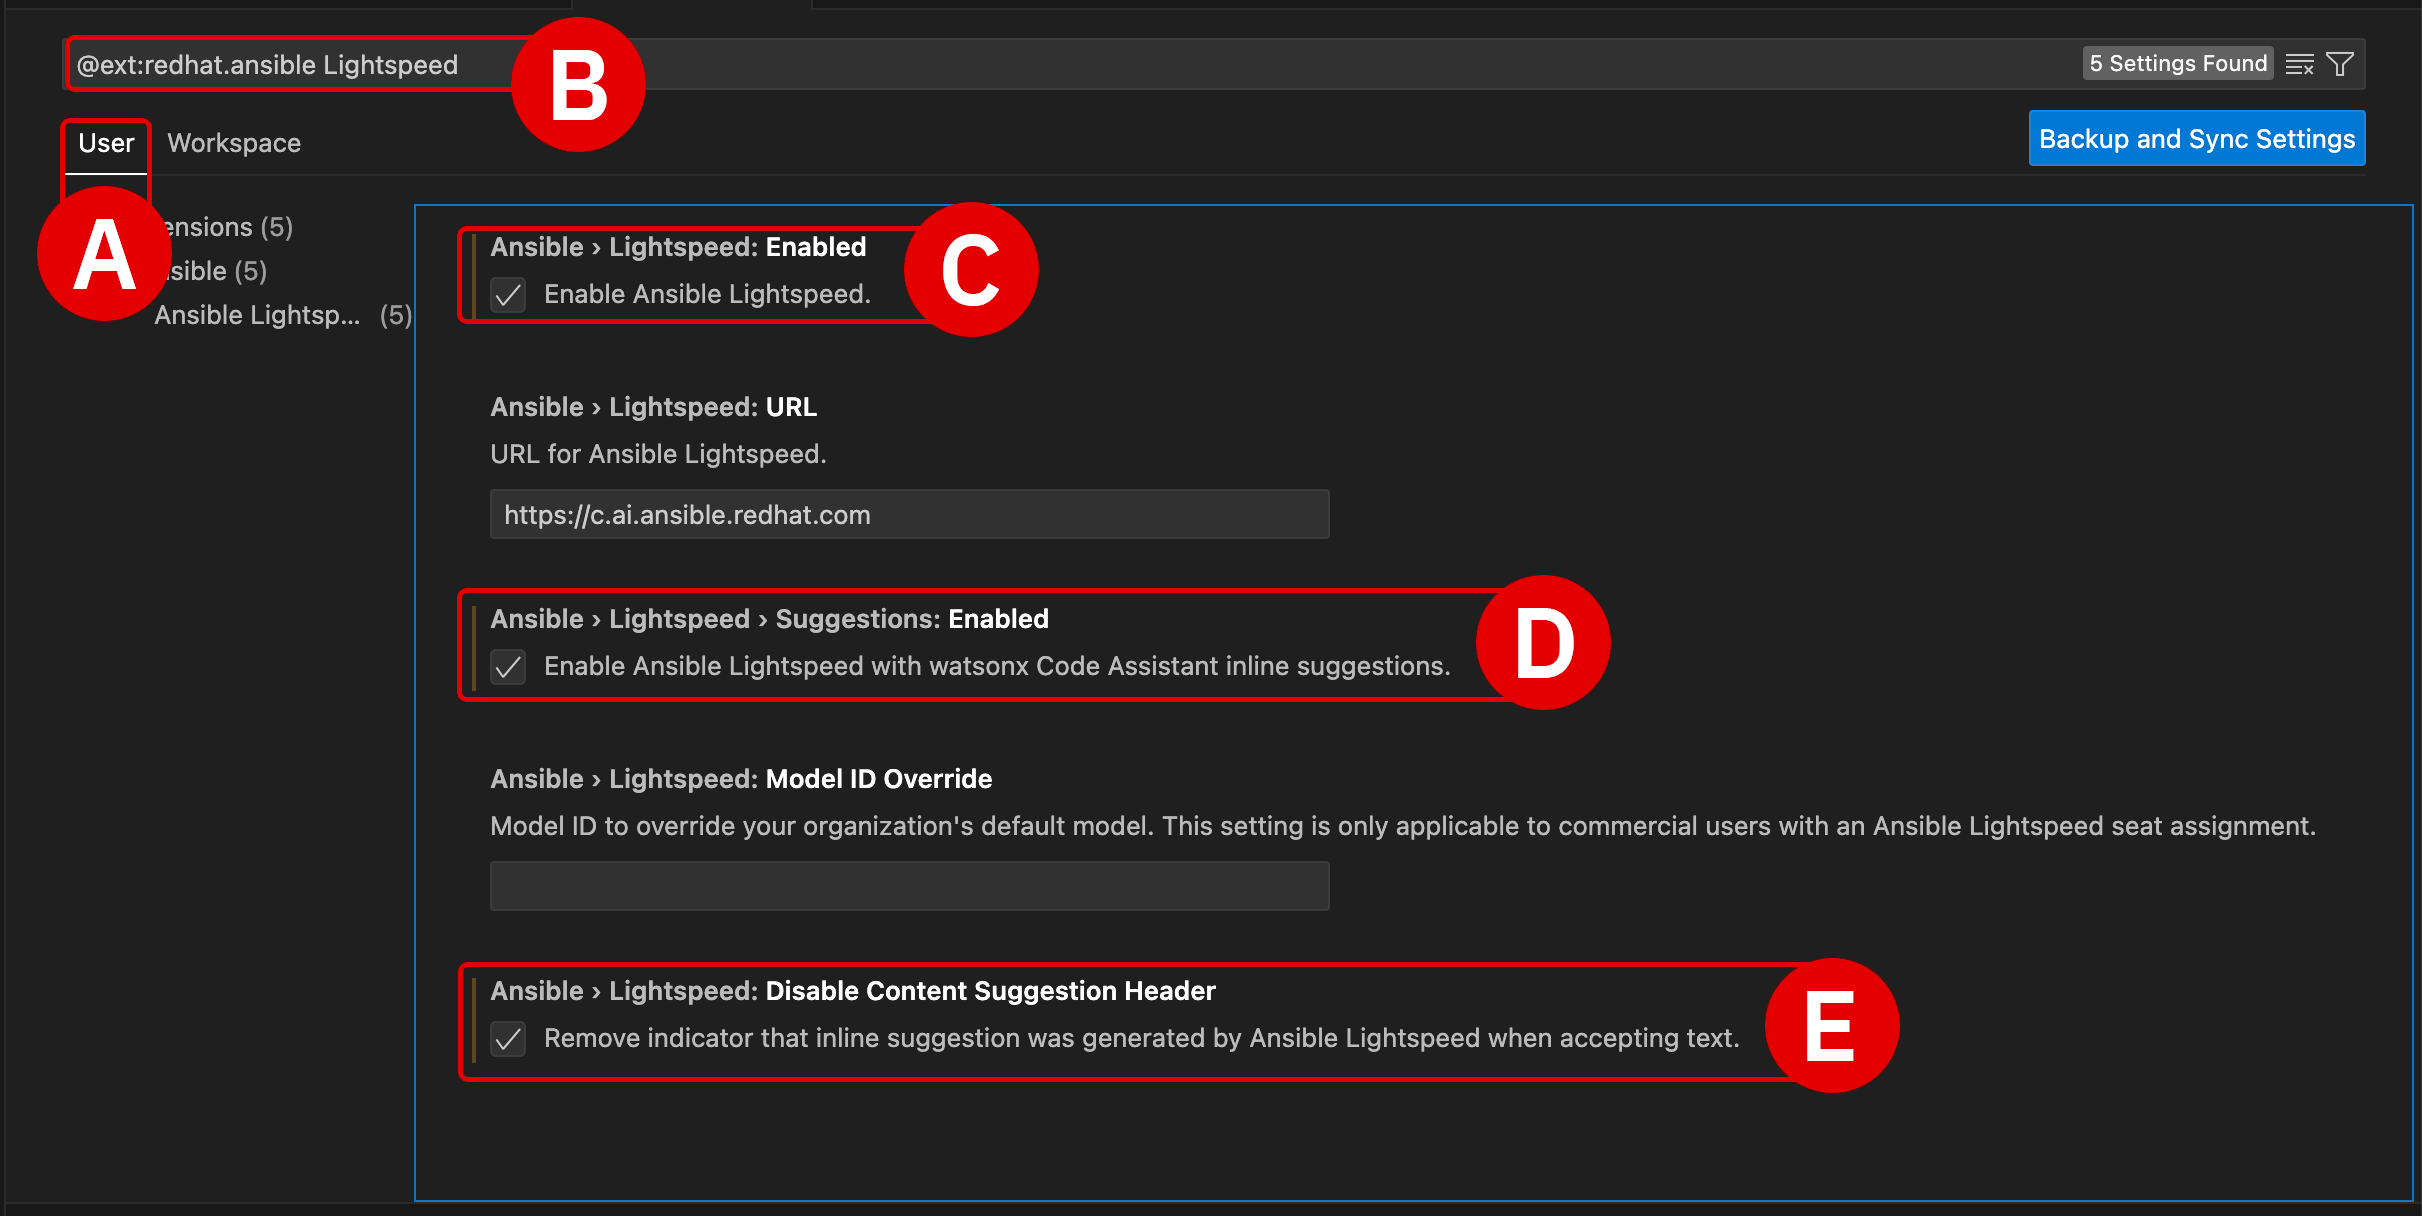 @ext:redhat.ansible Lightspeed
B
5 Settings Found
User
Workspace
Backup and Sync Settings
A
ensions (5)
sible (5)
Ansible Lightsp... (5)
Ansible › Lightspeed: Enabled
Enable Ansible Lightspeed.
C
Ansible › Lightspeed: URL
URL for Ansible Lightspeed.
https://c.ai.ansible.redhat.com
Ansible › Lightspeed › Suggestions: Enabled
Enable Ansible Lightspeed with watsonx Code Assistant inline suggestions.
D
Ansible › Lightspeed: Model ID Override
Model ID to override your organization's default model. This setting is only applicable to commercial users with an Ansible Lightspeed seat assignment.
Ansible › Lightspeed: Disable Content Suggestion Header
Remove indicator that inline suggestion was generated by Ansible Lightspeed when accepting text.
E